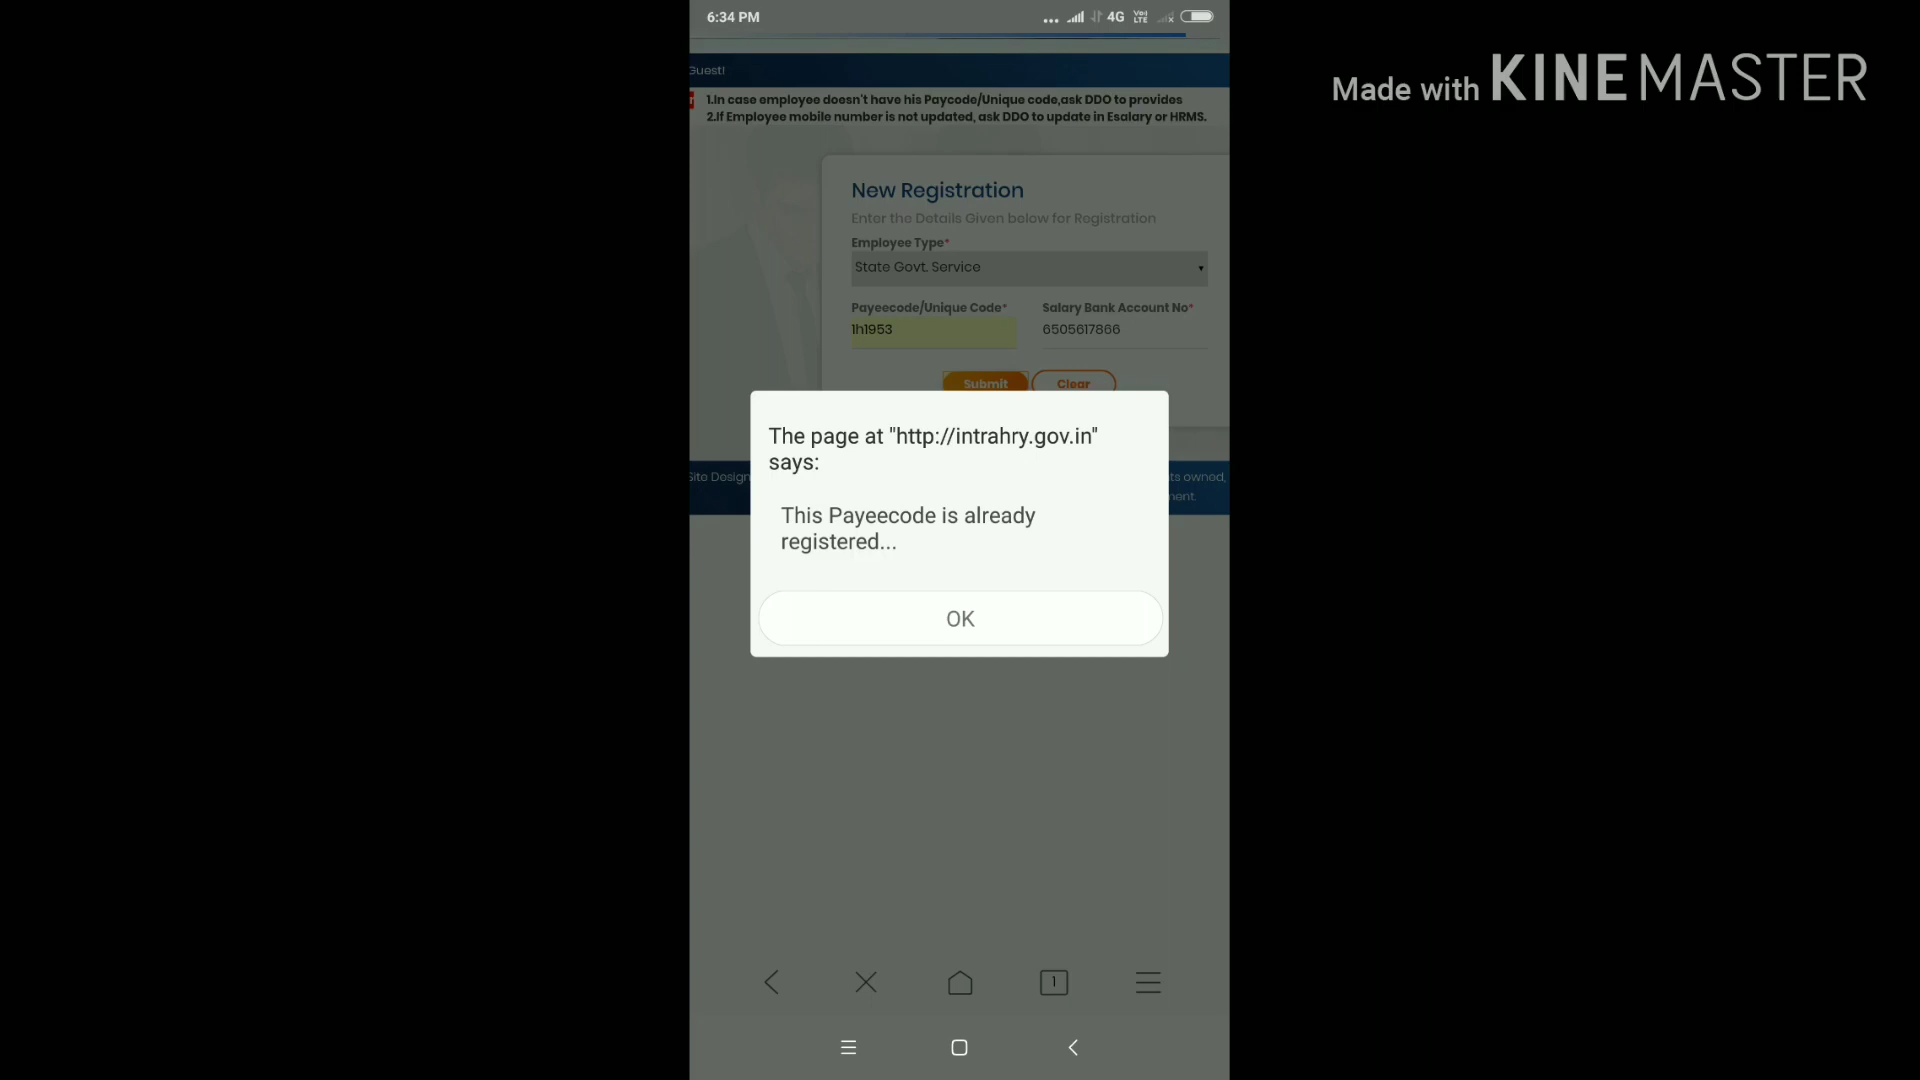 6:34 PM
4G
Vo))
LTE
Made with KINEMASTER
Guest!
1.In case employee doesn't have his Paycode/Unique code,ask DDO to provides
2.If Employee mobile number is not updated, ask DDO to update in Esalary or HRMS.
New Registration
Enter the Details Given below for Registration
Employee Type*
State Govt. Service
Payeecode/Unique Code* Salary Bank Account No*
1h1953 6505617866
Submit Clear
The page at "http://intrahry.gov.in"
says:
Site Design
ts owned,
This Payeecode is already
registered...
OK
1